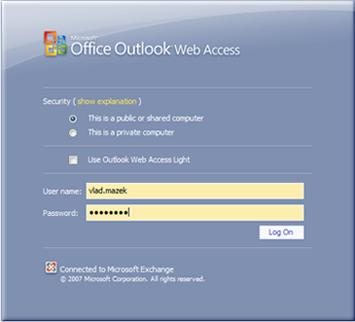 Microsoft
Office Outlook Web Access
Security ( show explanation )
This is a public or shared computer
This is a private computer
Use Outlook Web Access Light
User name: vlad.mazek
Password: ●●●●●●●●
Log On
Connected to Microsoft Exchange
© 2007 Microsoft Corporation. All rights reserved.